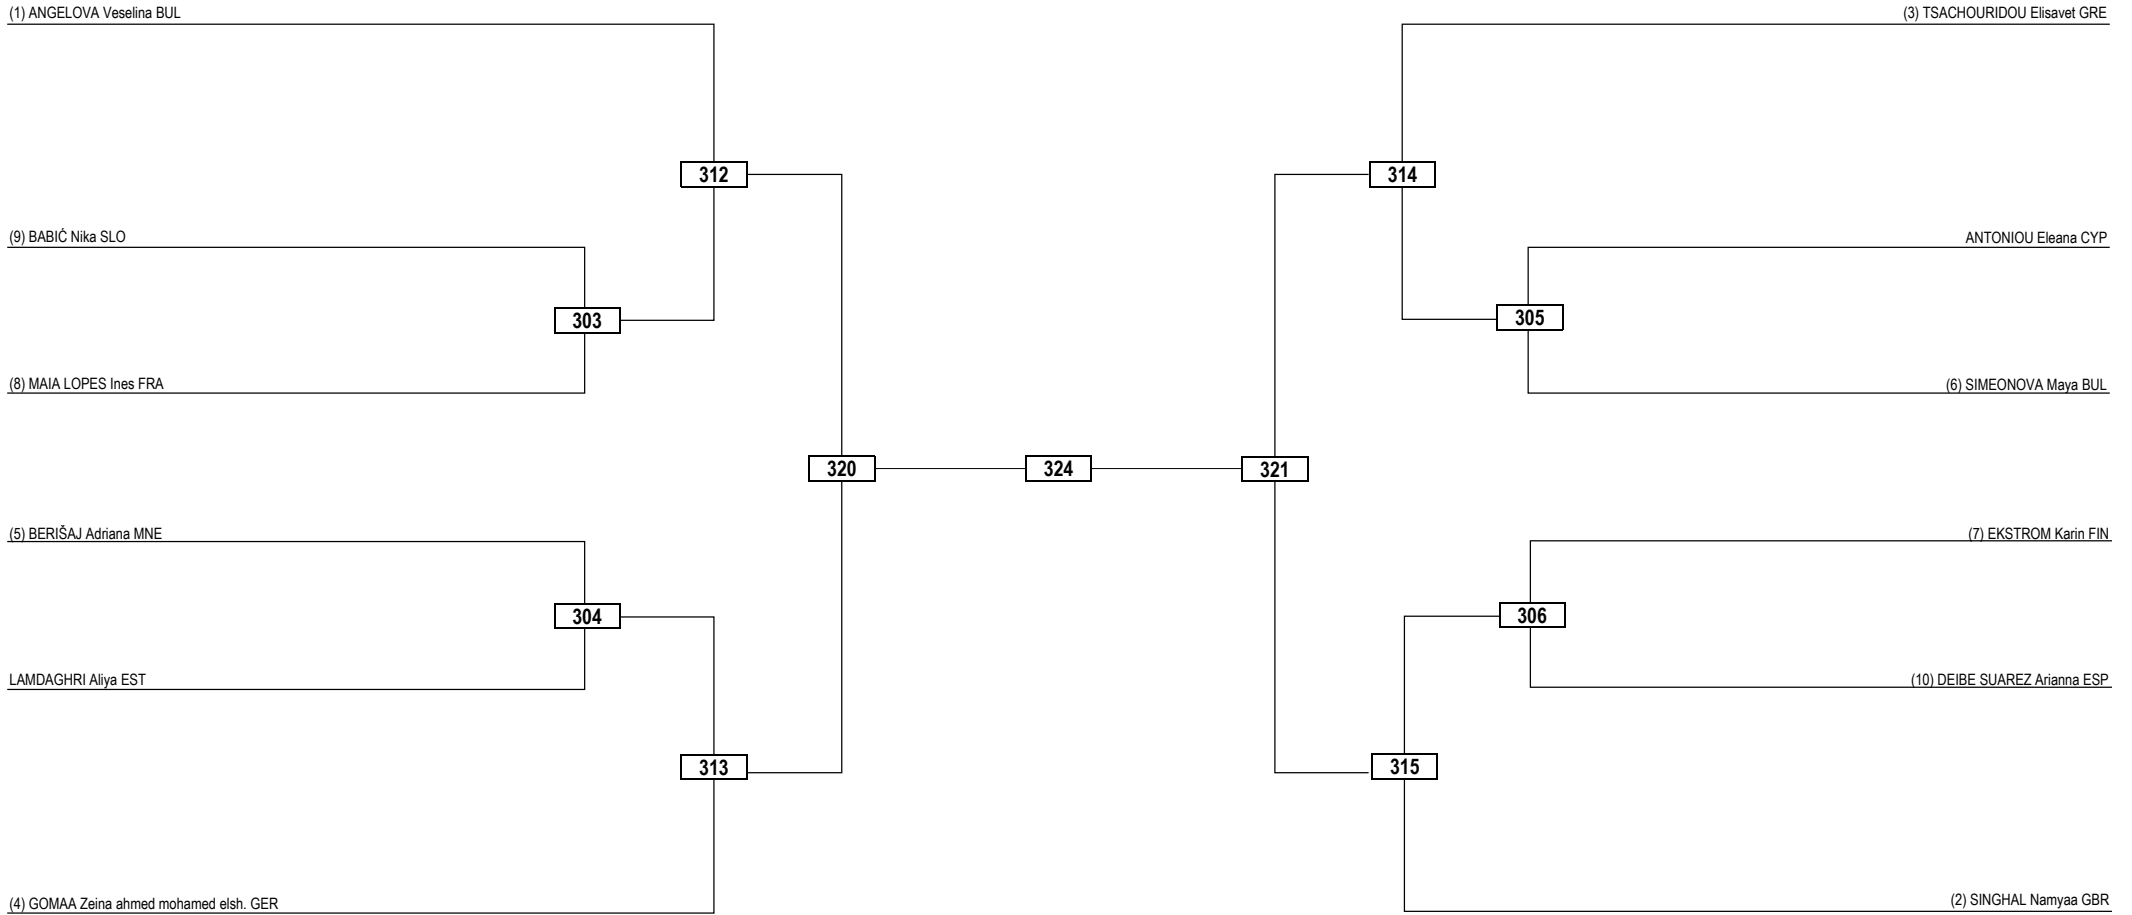 (1) ANGELOVA Veselina BUL
(3) TSACHOURIDOU Elisavet GRE
312
314
(9) BABIĆ Nika SLO
ANTONIOU Eleana CYP
303
305
(8) MAIA LOPES Ines FRA
(6) SIMEONOVA Maya BUL
320
324
321
(5) BERIŠAJ Adriana MNE
(7) EKSTROM Karin FIN
304
306
LAMDAGHRI Aliya EST
(10) DEIBE SUAREZ Arianna ESP
313
315
(4) GOMAA Zeina ahmed mohamed elsh. GER
(2) SINGHAL Namyaa GBR